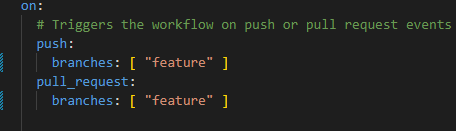 on:
  # Triggers the workflow on push or pull request events
  push:
    branches: [ "feature" ]
  pull_request:
    branches: [ "feature" ]